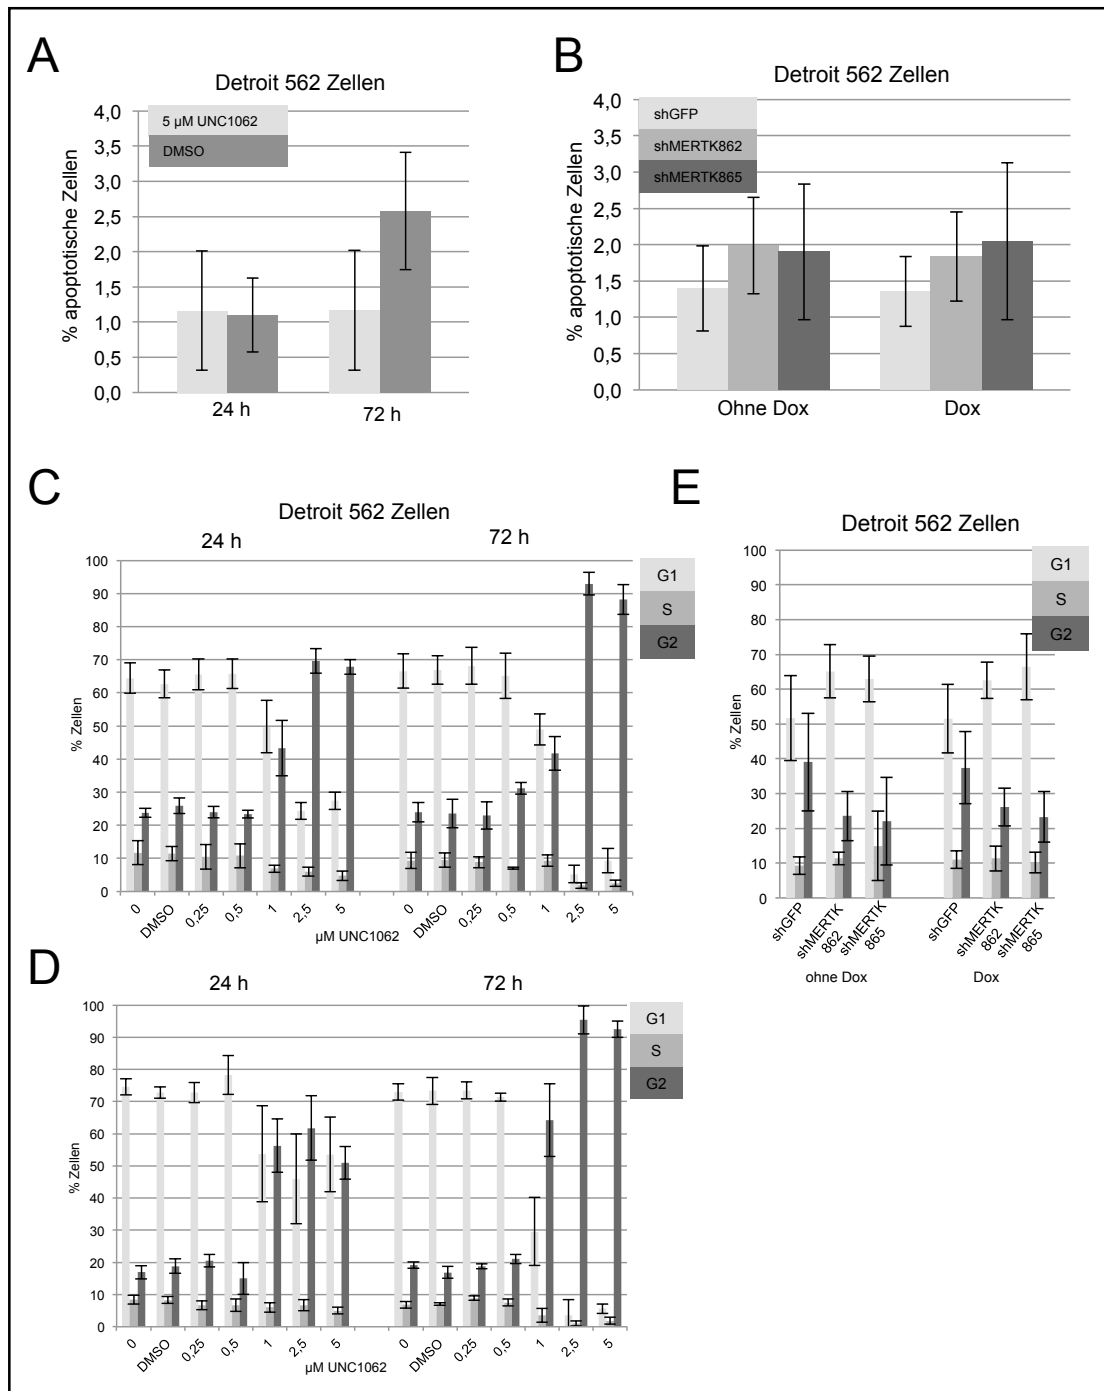 A
Detroit 562 Zellen
5 µM UNC1062
DMSO
4,0
3,5
3,0
2,5
2,0
1,5
1,0
0,5
0,0
% apoptotische Zellen
24 h
72 h
B
Detroit 562 Zellen
shGFP
shMERTK862
shMERTK865
4,0
3,5
3,0
2,5
2,0
1,5
1,0
0,5
0,0
% apoptotische Zellen
Ohne Dox
Dox
C
Detroit 562 Zellen
24 h
72 h
G1
S
G2
100
90
80
70
60
50
40
30
20
10
0
% Zellen
0
DMSO
0,25
0,5
1
2,5
5
0
DMSO
0,25
0,5
1
2,5
5
µM UNC1062
E
Detroit 562 Zellen
G1
S
G2
100
90
80
70
60
50
40
30
20
10
0
% Zellen
shGFP
shMERTK
862
shMERTK
865
shGFP
shMERTK
862
shMERTK
865
ohne Dox
Dox
D
24 h
72 h
G1
S
G2
100
90
80
70
60
50
40
30
20
10
0
% Zellen
0
DMSO
0,25
0,5
1
2,5
5
0
DMSO
0,25
0,5
1
2,5
5
µM UNC1062